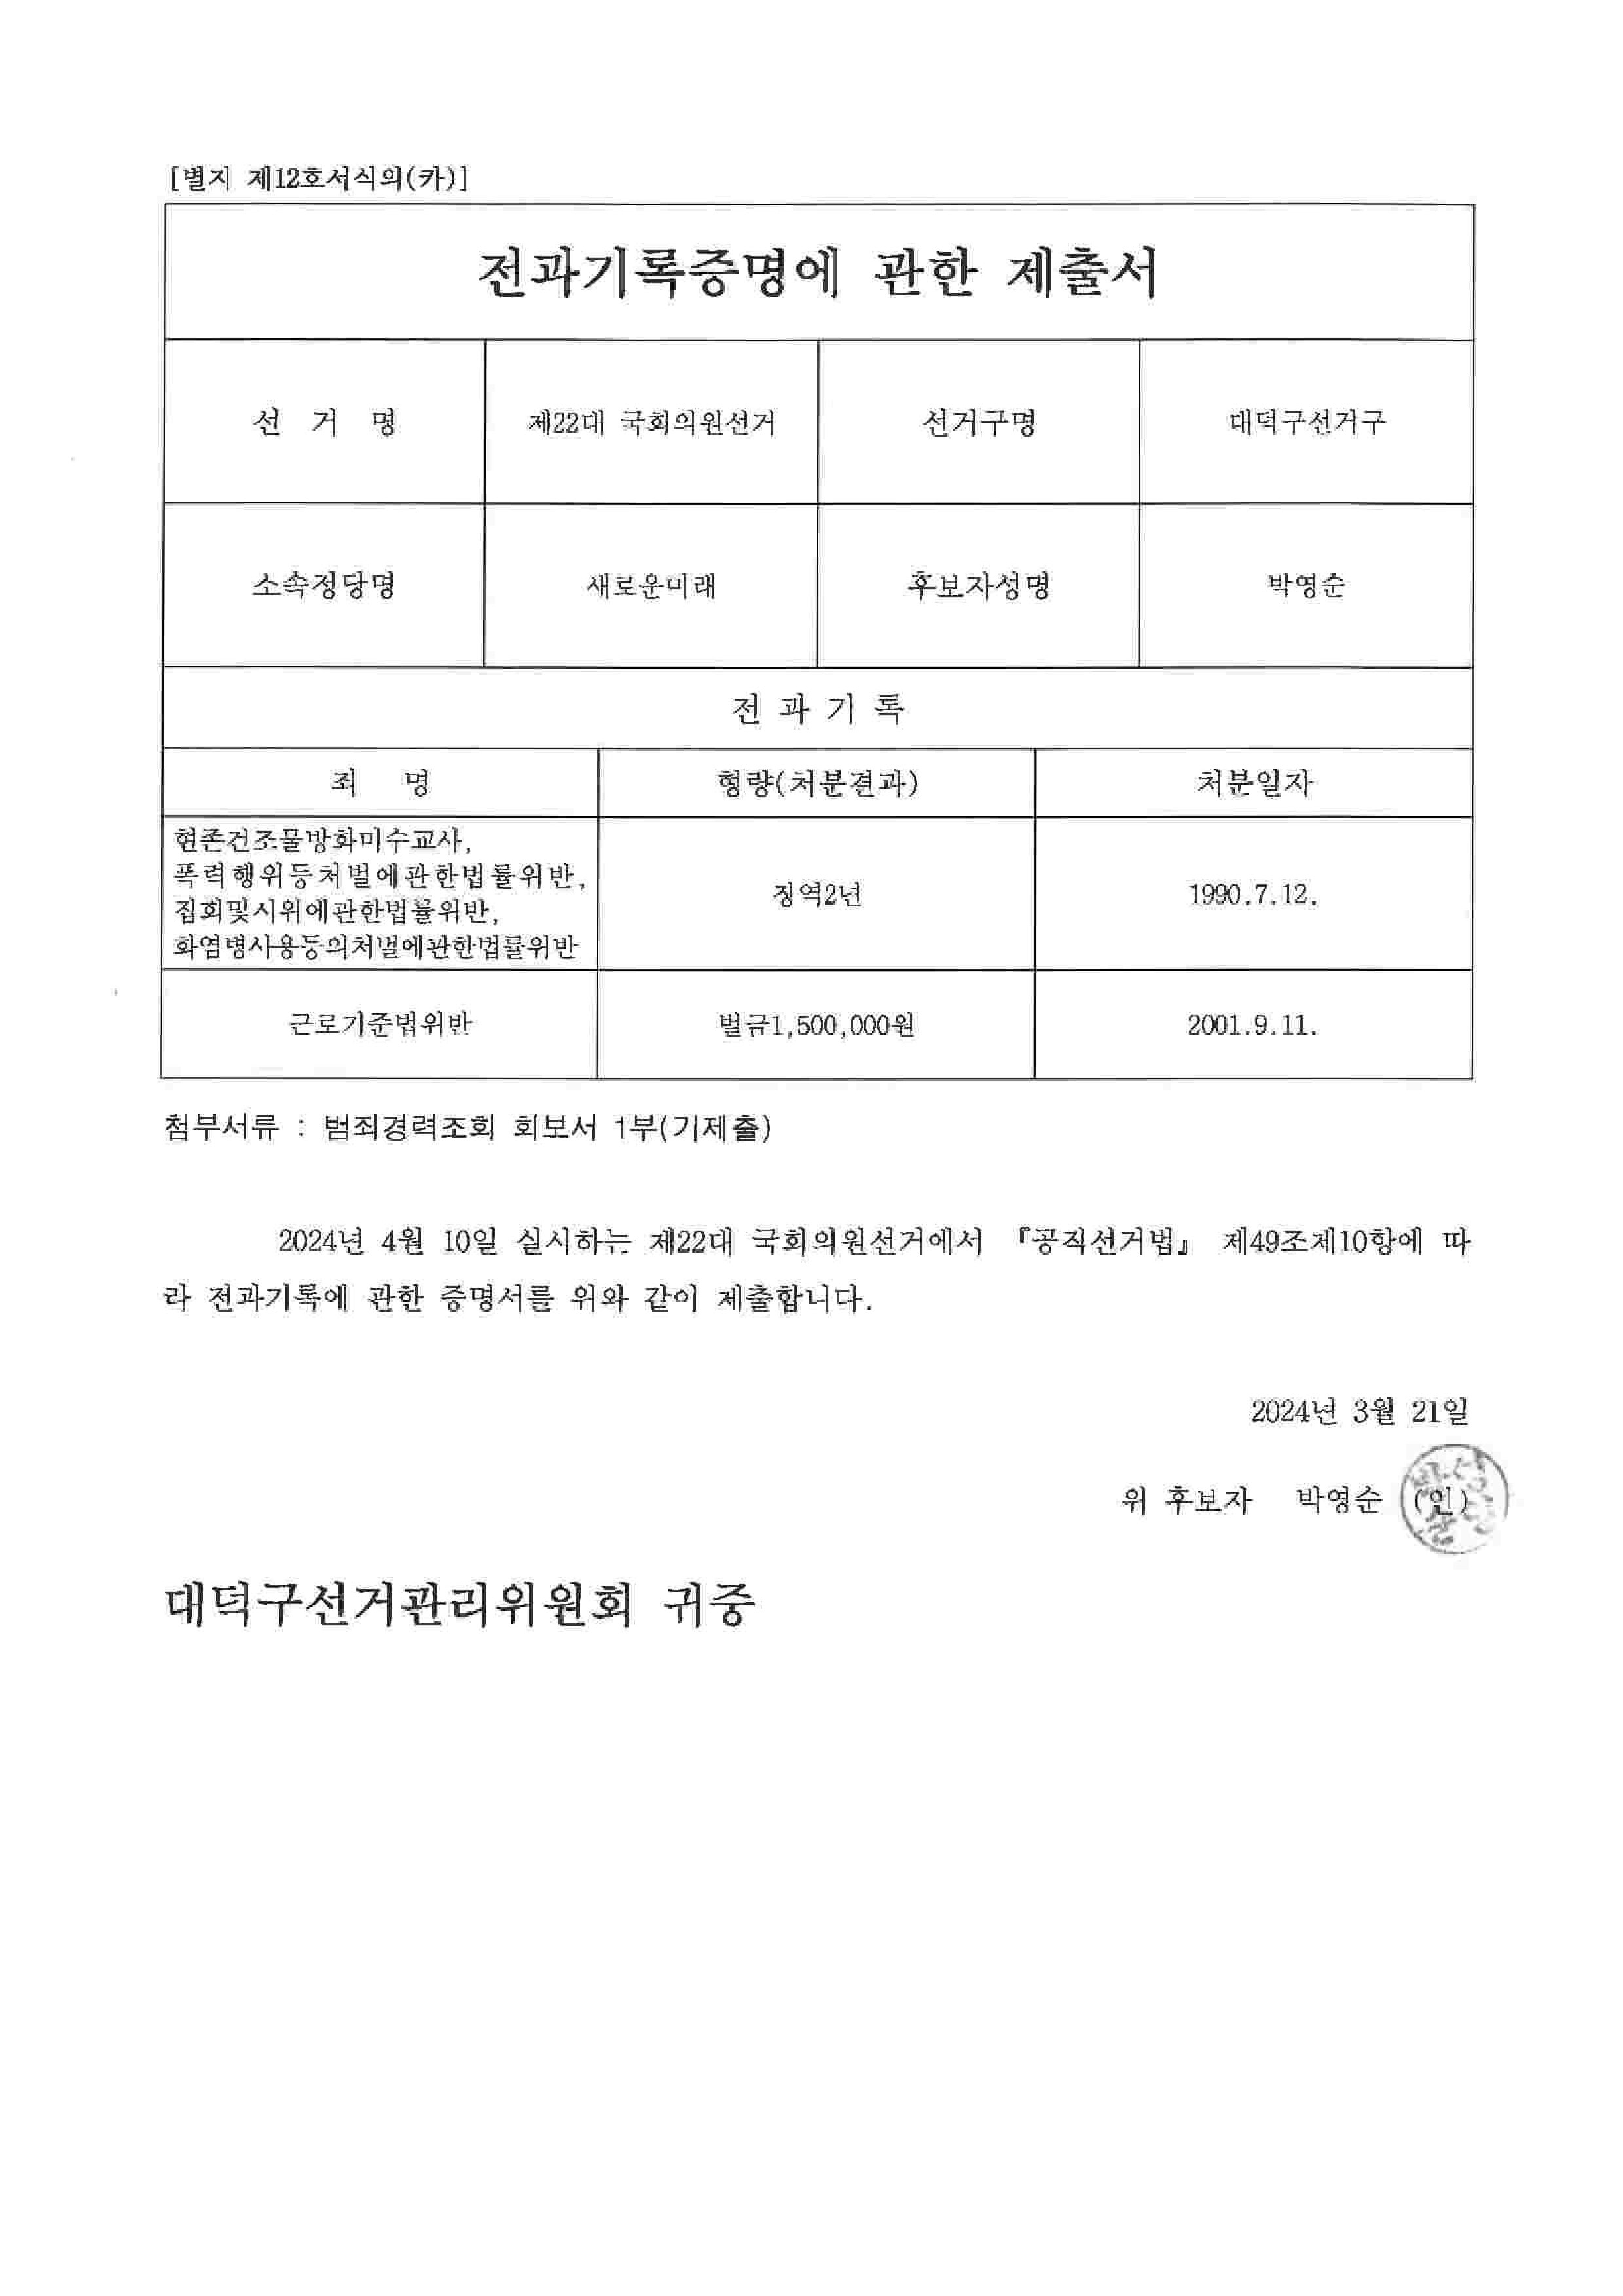 [별지 제12호서식의(카)]
전과기록증명에 관한 제출서
선 거 명 제22대 국회의원선거 선거구명 대덕구선거구
소속정당명 새로운미래 후보자성명 박영순
전 과 기 록
죄 명 형량(처분결과) 처분일자
현존건조물방화미수교사,
폭력행위등처벌에관한법률위반,
집회및시위에관한법률위반,
화염병사용등의처벌에관한법률위반
징역2년 1990.7.12.
근로기준법위반 벌금1,500,000원 2001.9.11.
첨부서류 : 범죄경력조회 회보서 1부(기제출)
2024년 4월 10일 실시하는 제22대 국회의원선거에서 『공직선거법』 제49조제10항에 따
라 전과기록에 관한 증명서를 위와 같이 제출합니다.
2024년 3월 21일
위 후보자 박영순 (인)
대덕구선거관리위원회 귀중